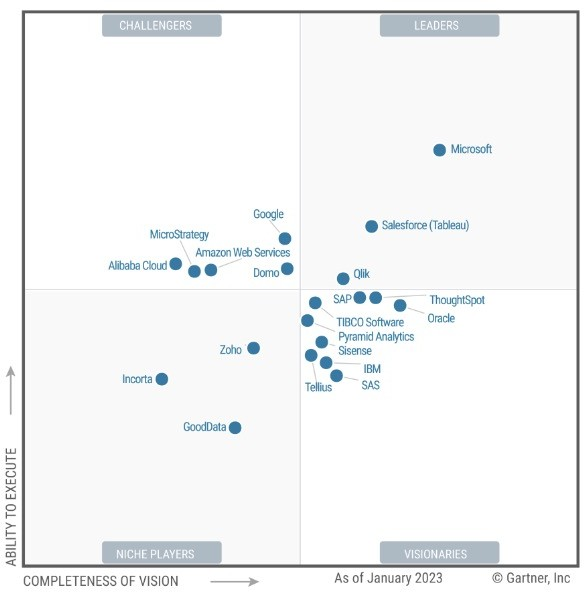 CHALLENGERS
LEADERS
Microsoft
Google
Salesforce (Tableau)
MicroStrategy
Amazon Web Services
Alibaba Cloud
Domo
Qlik
SAP
ThoughtSpot
Oracle
TIBCO Software
Pyramid Analytics
Zoho
Sisense
IBM
Incorta
Tellius
SAS
GoodData
ABILITY TO EXECUTE
NICHE PLAYERS
VISIONARIES
COMPLETENESS OF VISION
As of January 2023
© Gartner, Inc